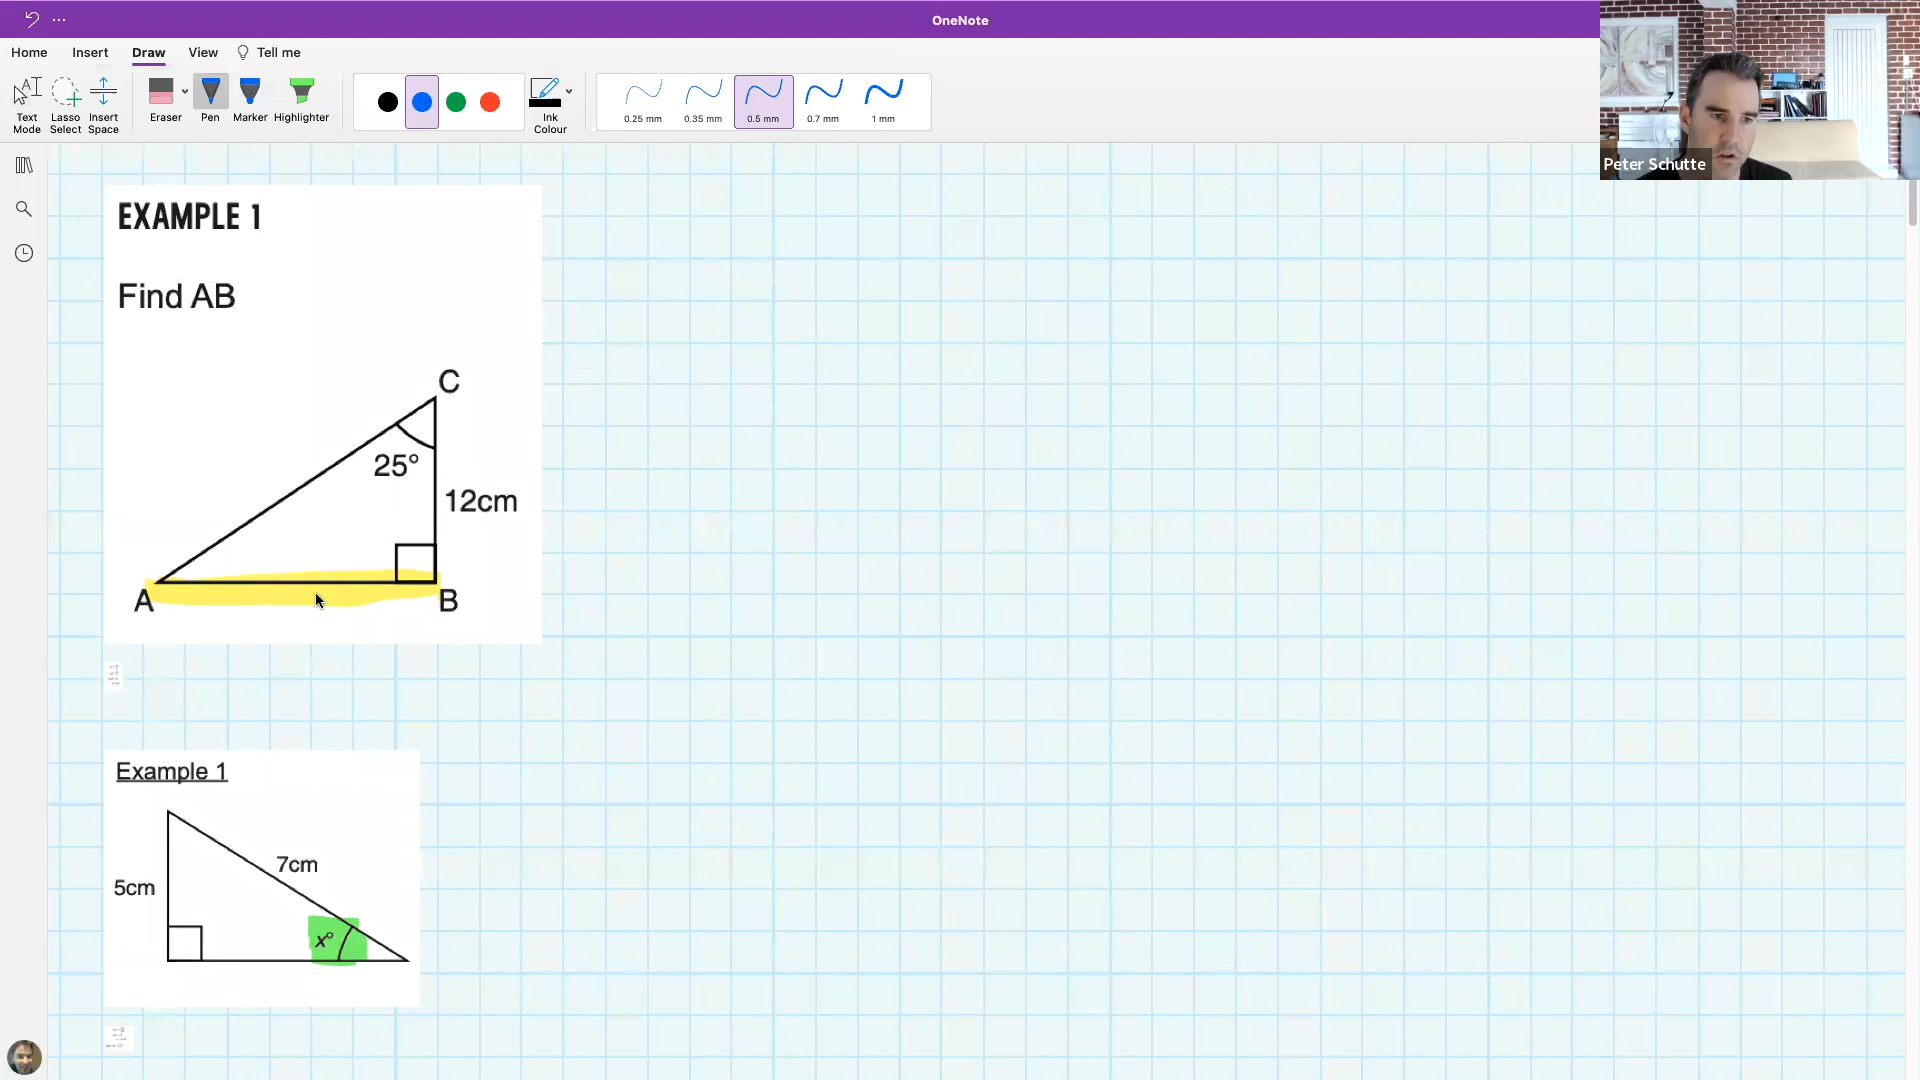 OneNote
Home Insert Draw View Tell me
Text Mode
Lasso Select
Insert Space
Eraser
Pen
Marker
Highlighter
Ink Colour
0.25 mm
0.35 mm
0.5 mm
0.7 mm
1 mm
Peter Schutte
EXAMPLE 1
Find AB
C
25°
12cm
A
B
Example 1
7cm
5cm
x°